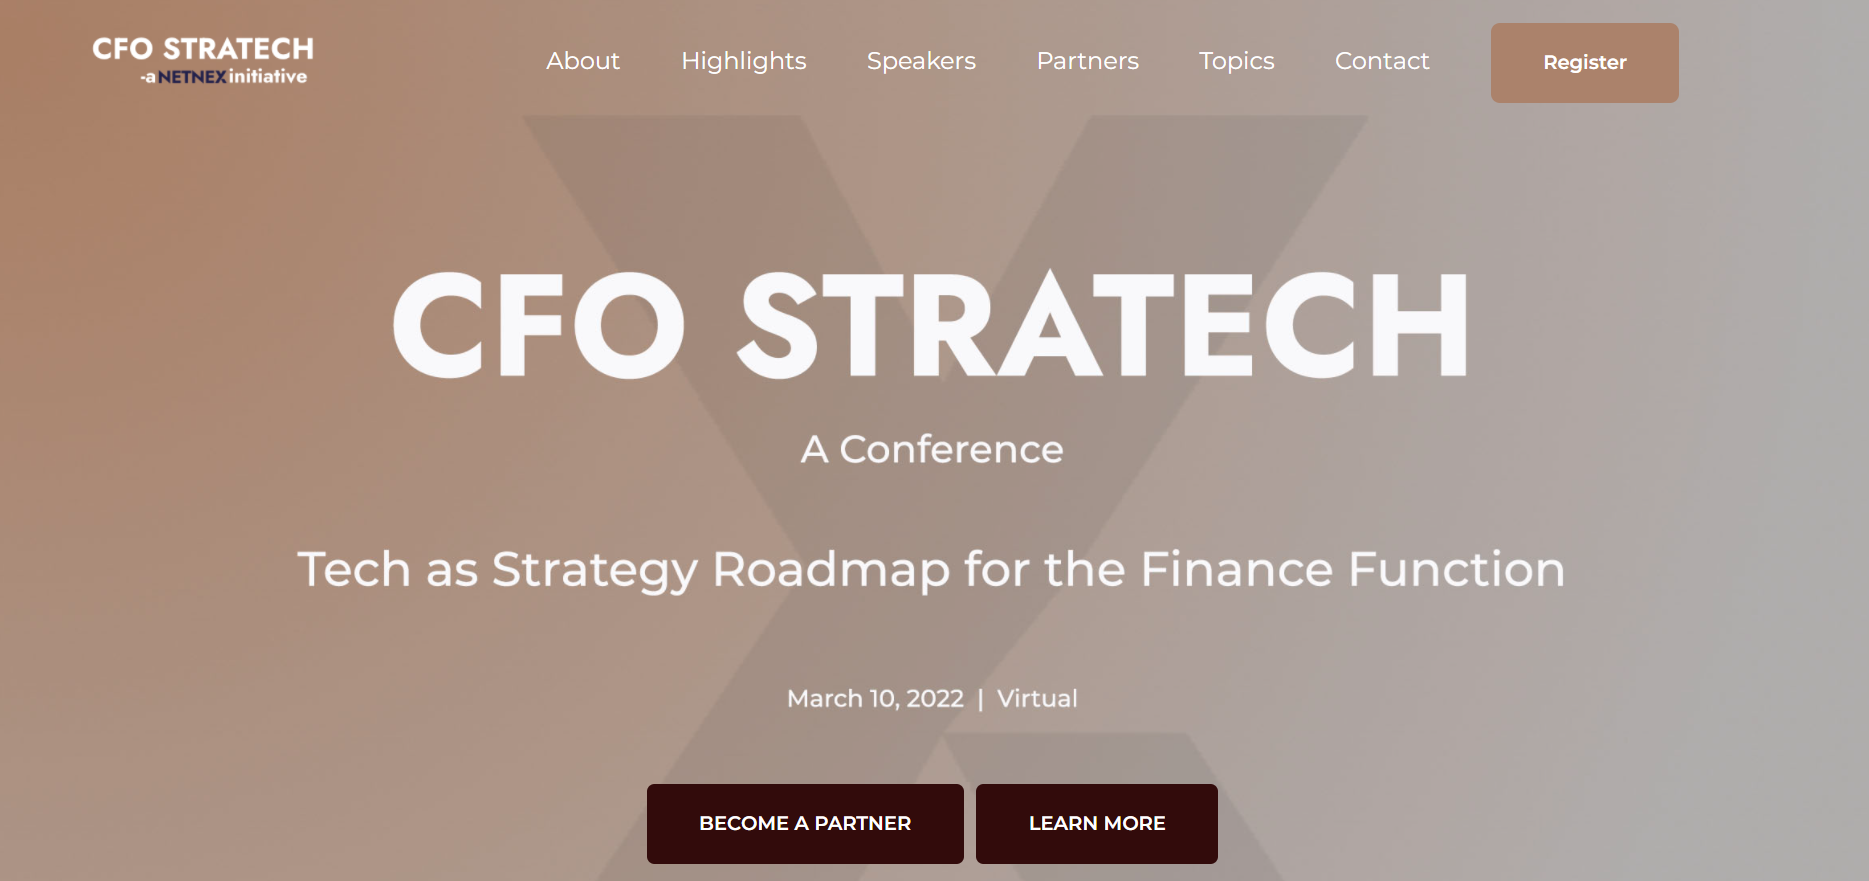 CFO STRATECH
-a NETNEX initiative
About Highlights Speakers Partners Topics Contact Register
CFO STRATECH
A Conference
Tech as Strategy Roadmap for the Finance Function
March 10, 2022 | Virtual
BECOME A PARTNER LEARN MORE